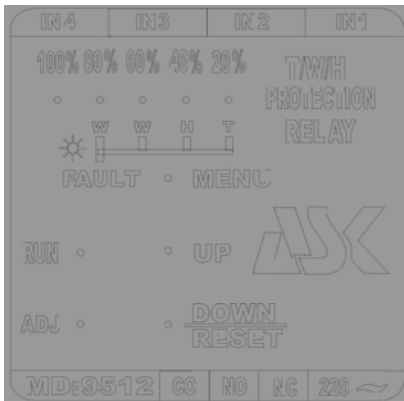 IN4 IN3 IN2 IN1
100% 80% 60% 40% 20%
T/W/H
PROTECTION
RELAY
W W H T
FAULT MENU
RUN UP
ASK
ADJ DOWN
RESET
MD:9512 CO NO NC 220 ~